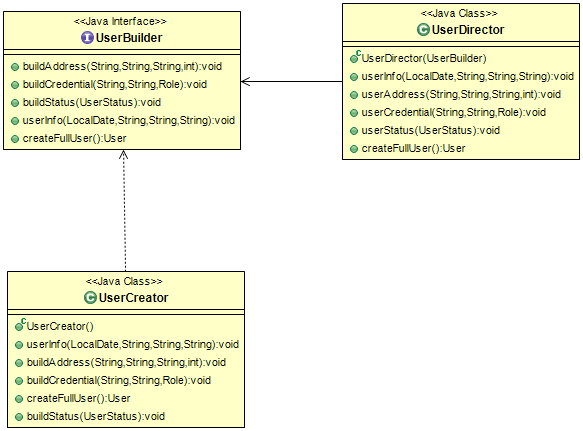 <<Java Interface>>
I UserBuilder
buildAddress(String,String,String,int):void
buildCredential(String,String,Role):void
buildStatus(UserStatus):void
userInfo(LocalDate,String,String,String):void
createFullUser():User
<<Java Class>>
C UserDirector
C UserDirector(UserBuilder)
userInfo(LocalDate,String,String,String):void
userAddress(String,String,String,int):void
userCredential(String,String,Role):void
userStatus(UserStatus):void
createFullUser():User
<<Java Class>>
C UserCreator
C UserCreator()
userInfo(LocalDate,String,String,String):void
buildAddress(String,String,String,int):void
buildCredential(String,String,Role):void
createFullUser():User
buildStatus(UserStatus):void